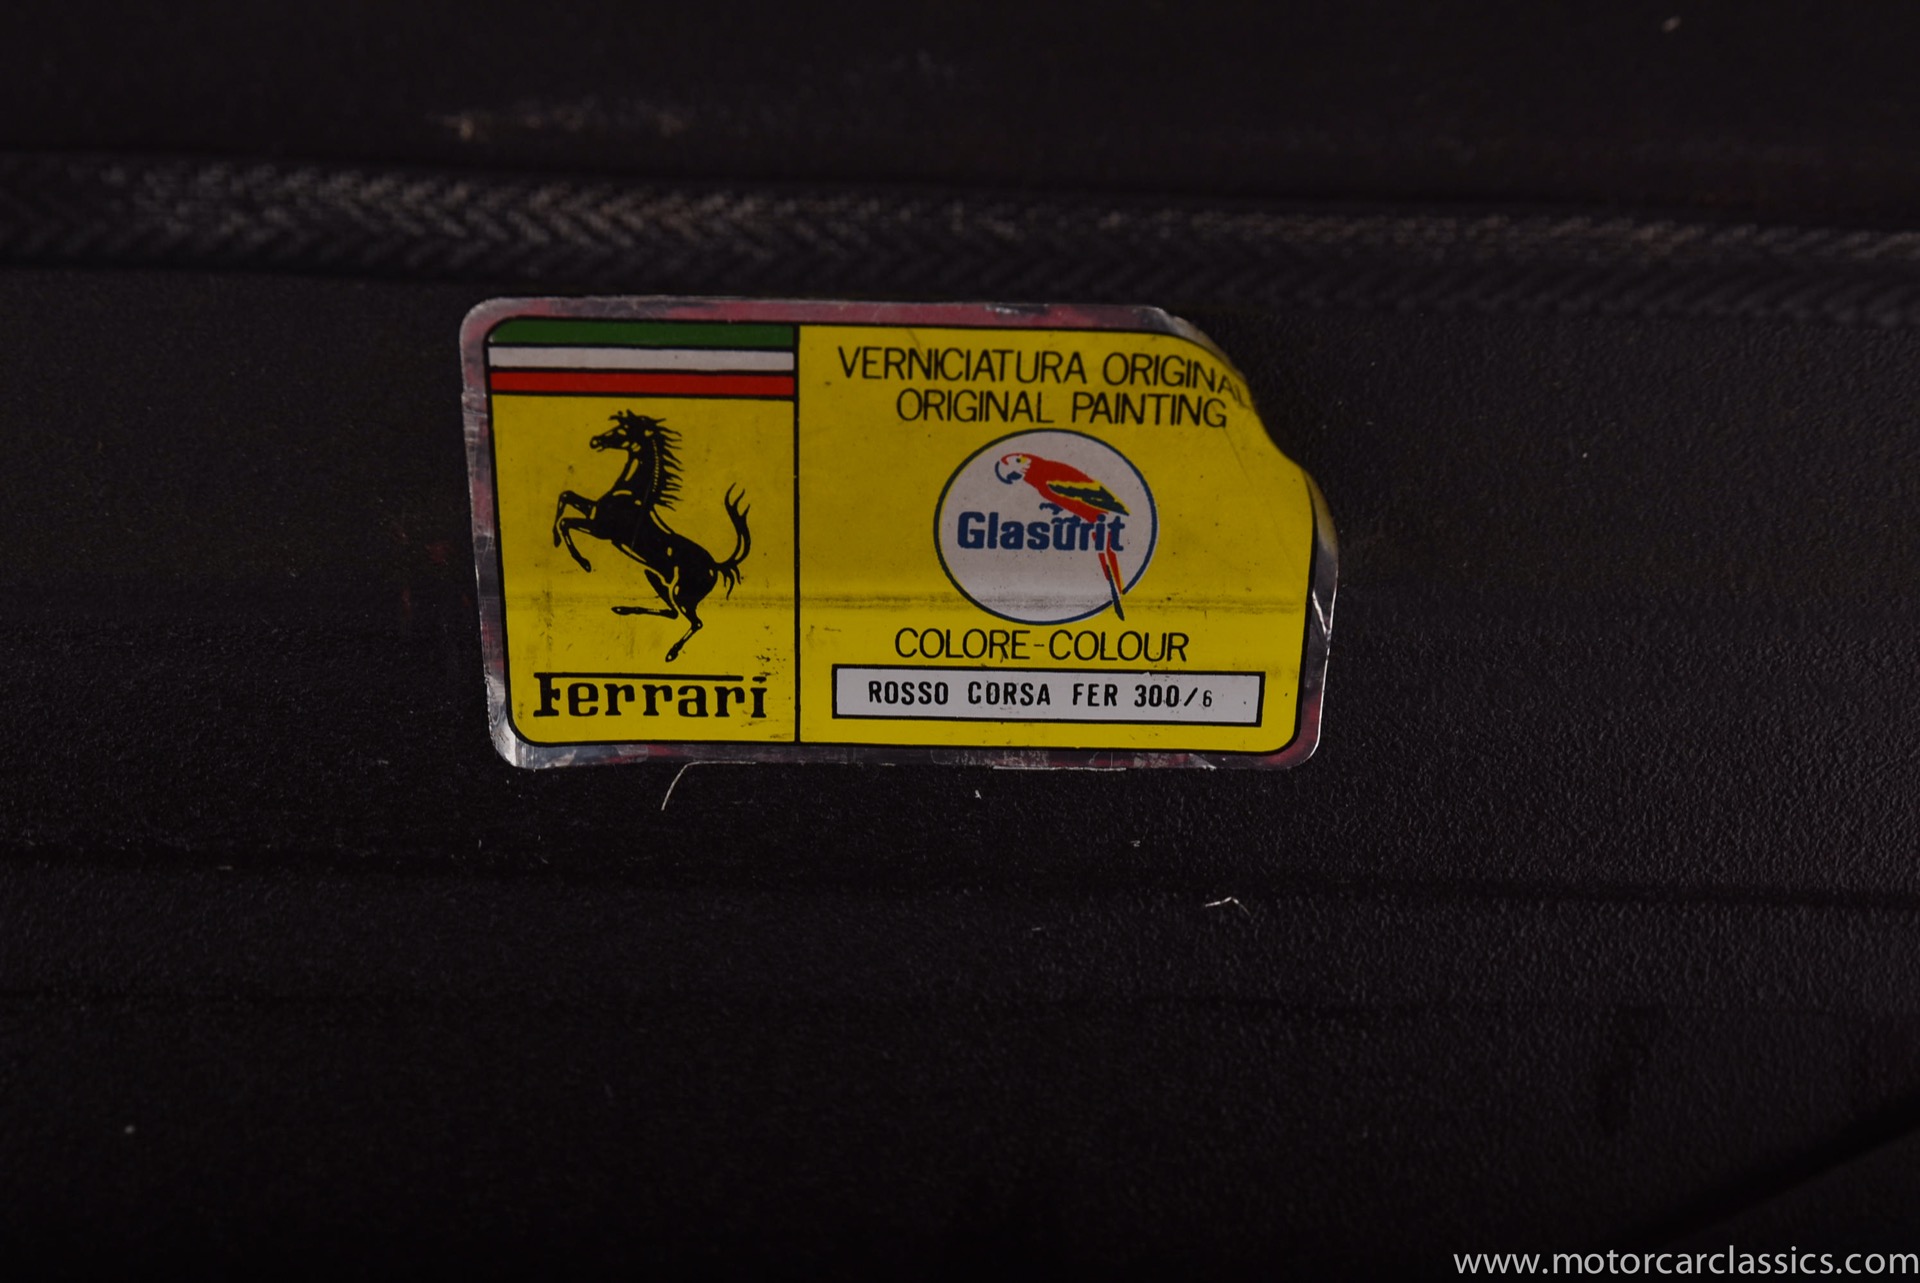 VERNICIATURA ORIGINAL
ORIGINAL PAINTING
Glasurit
COLORE-COLOUR
ROSSO CORSA FER 300/6
Ferrari
www.motorcarclassics.com